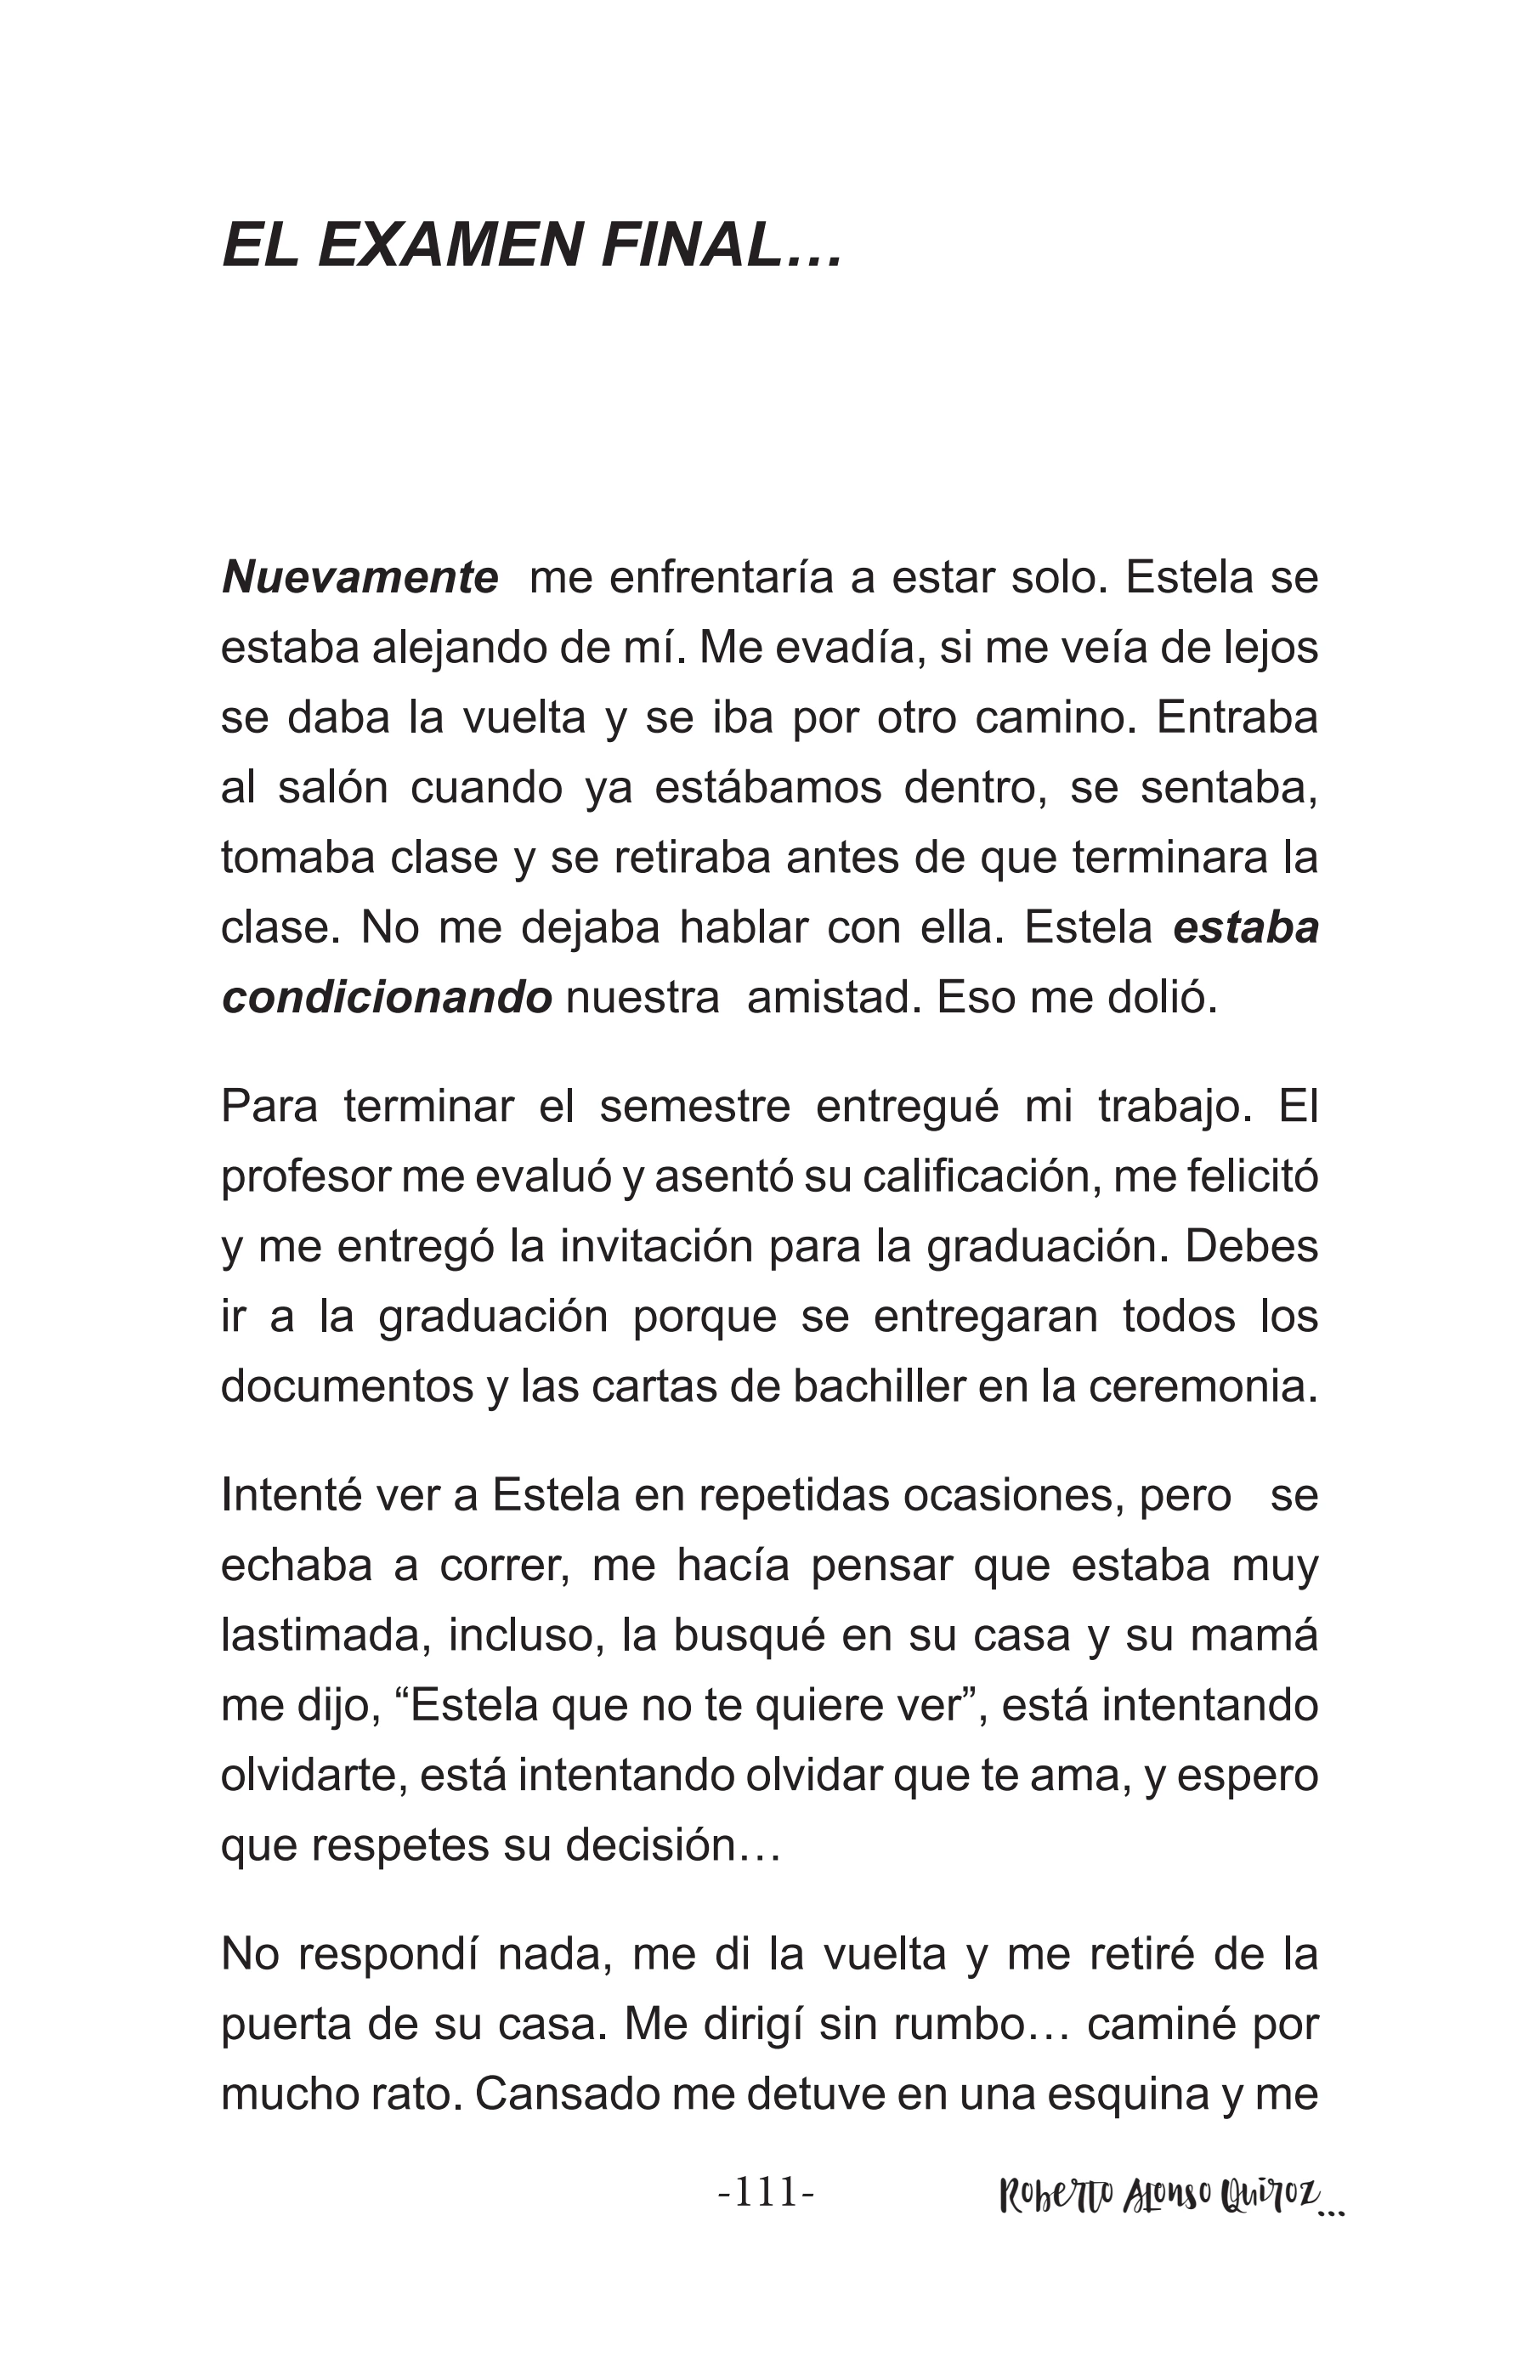 EL EXAMEN FINAL…
Nuevamente me enfrentaría a estar solo. Estela se
estaba alejando de mí. Me evadía, si me veía de lejos
se daba la vuelta y se iba por otro camino. Entraba
al salón cuando ya estábamos dentro, se sentaba,
tomaba clase y se retiraba antes de que terminara la
clase. No me dejaba hablar con ella. Estela estaba
condicionando nuestra amistad. Eso me dolió.
Para terminar el semestre entregué mi trabajo. El
profesor me evaluó y asentó su calificación, me felicitó
y me entregó la invitación para la graduación. Debes
ir a la graduación porque se entregaran todos los
documentos y las cartas de bachiller en la ceremonia.
Intenté ver a Estela en repetidas ocasiones, pero se
echaba a correr, me hacía pensar que estaba muy
lastimada, incluso, la busqué en su casa y su mamá
me dijo, “Estela que no te quiere ver”, está intentando
olvidarte, está intentando olvidar que te ama, y espero
que respetes su decisión…
No respondí nada, me di la vuelta y me retiré de la
puerta de su casa. Me dirigí sin rumbo… caminé por
mucho rato. Cansado me detuve en una esquina y me
-111- Roberto Alonso Quiroz...